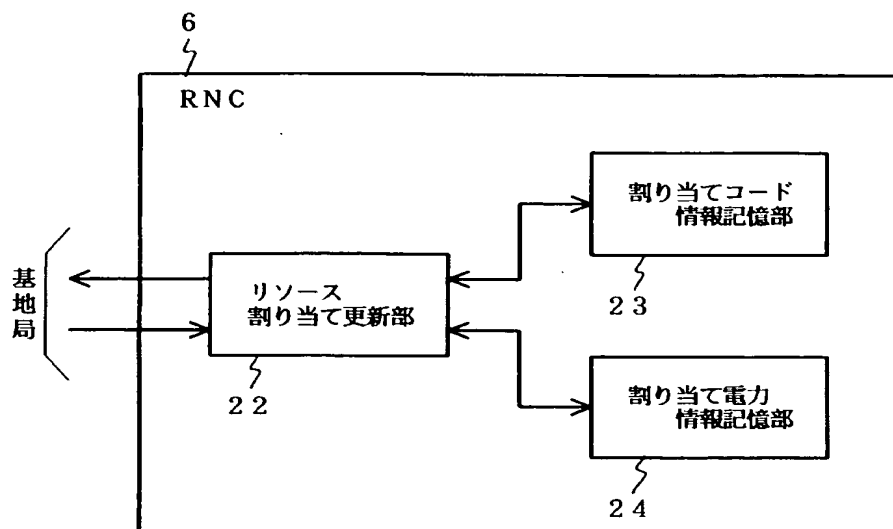 6
RNC
割り当てコード
情報記憶部
23
基地局
リソース
割り当て更新部
22
割り当て電力
情報記憶部
24